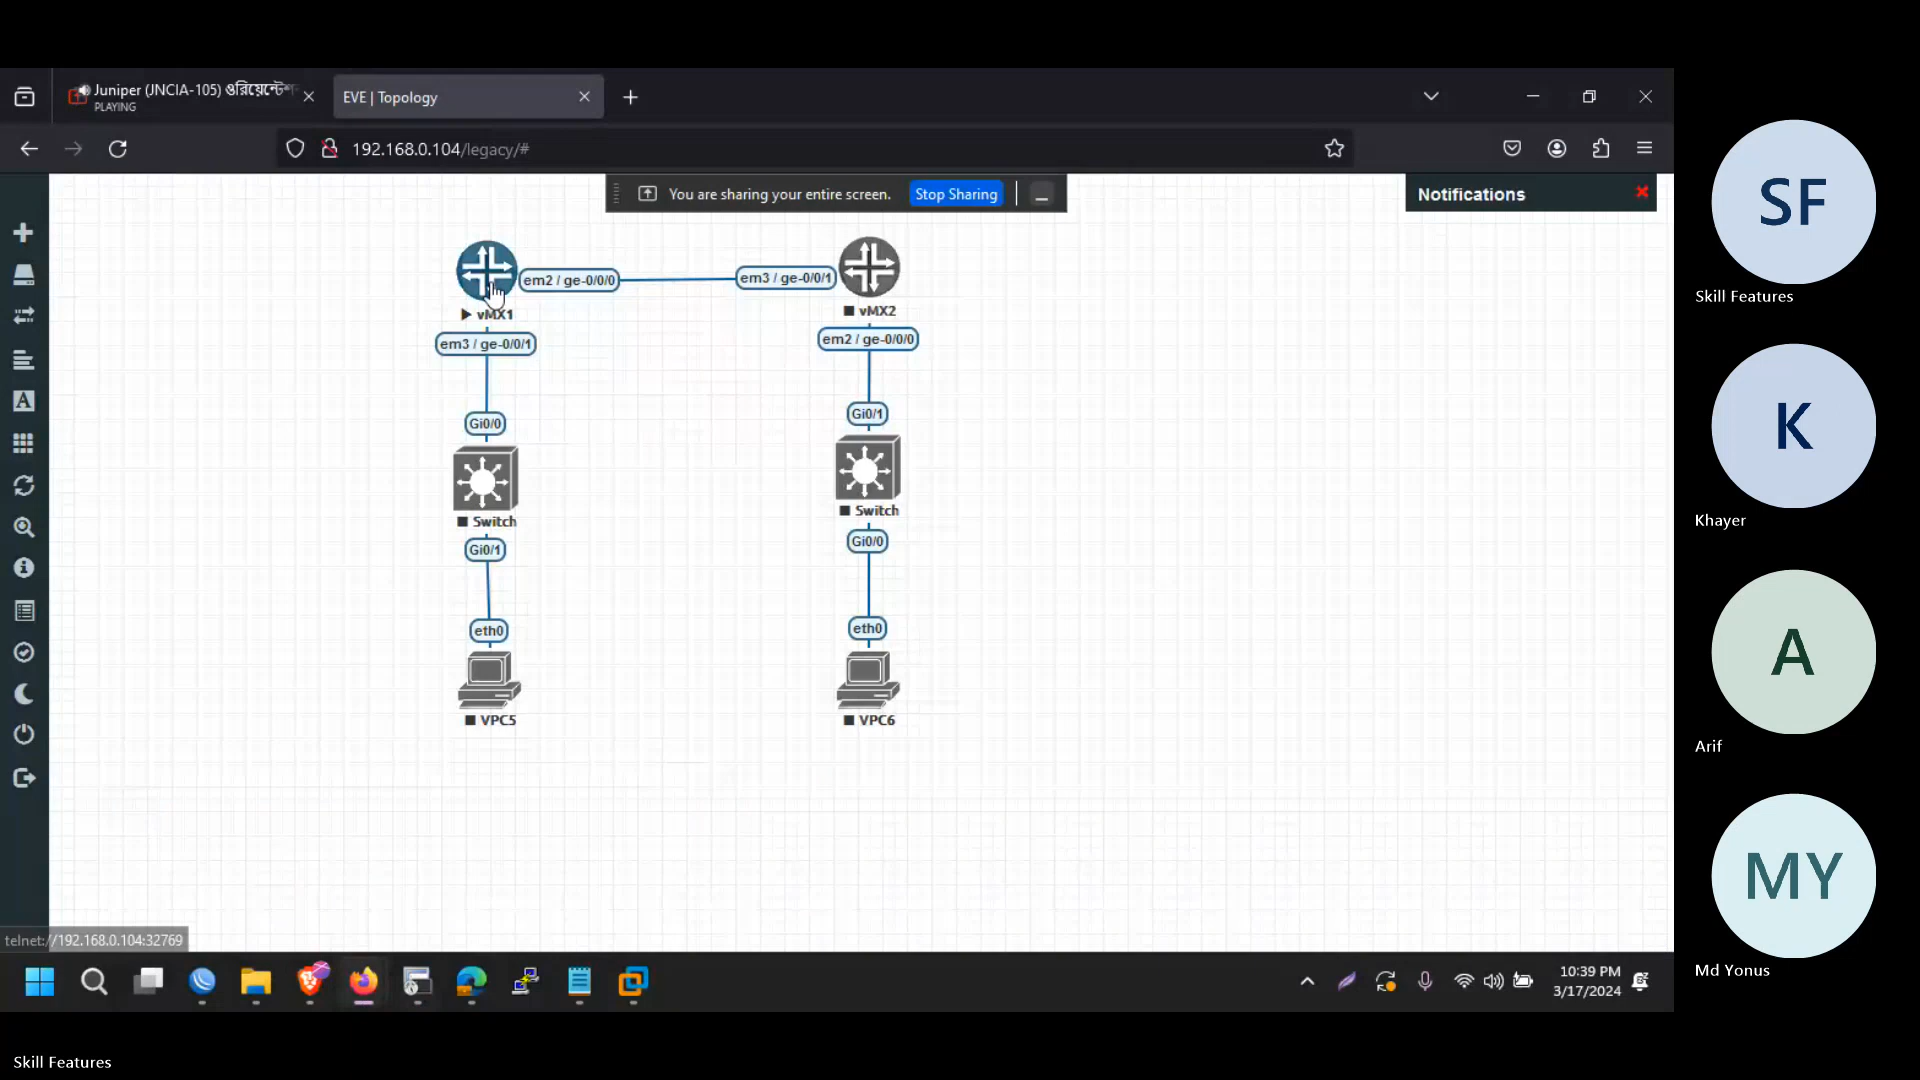 Juniper (JNCIA-105) ওরিয়েন্টেশন
PLAYING
EVE | Topology
192.168.0.104/legacy/#
You are sharing your entire screen.
Stop Sharing
Notifications
em2 / ge-0/0/0
em3 / ge-0/0/1
vMX1
vMX2
em3 / ge-0/0/1
em2 / ge-0/0/0
Gi0/0
Gi0/1
Switch
Switch
Gi0/1
Gi0/0
eth0
eth0
VPC5
VPC6
telnet://192.168.0.104:32769
10:39 PM
3/17/2024
SF
Skill Features
K
Khayer
A
Arif
MY
Md Yonus
Skill Features